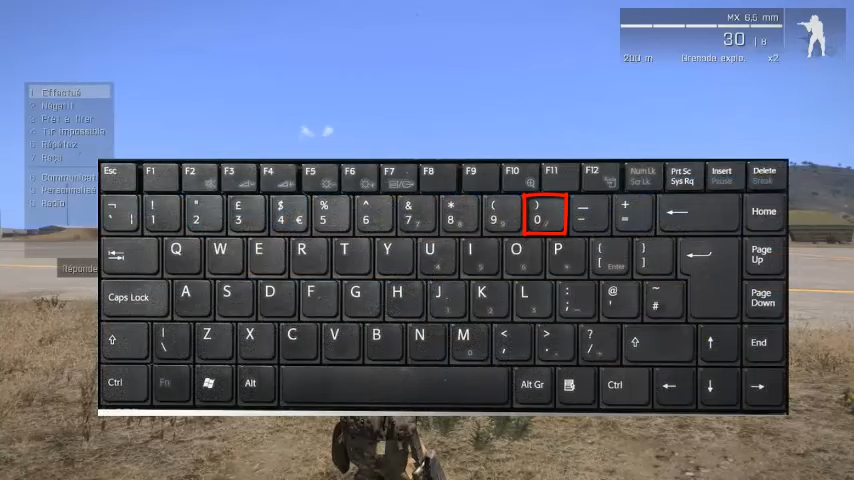 MX 6,5 mm
30 | 8
200 m Grenade explo. x2
1 Effectué
2 Négatif
3 Prêt à tirer
4 Tir impossible
6 Répétez
7 Reçu
8 Communicat
9 Personnalisé
0 Radio
Réponde
Esc F1 F2 F3 F4 F5 F6 F7 F8 F9 F10 F11 F12 Num Lk Scr Lk Prt Sc Sys Rq Insert Pause Delete Break
¬ ` ¦ ! 1 " 2 £ 3 $ 4 € % 5 ^ 6 & 7 7 * 8 8 ( 9 9 ) 0 / — - + = ← Home
Q W E R T Y U 4 I 5 O 6 P * { [ Enter } ] Page Up
Caps Lock A S D F G H J 1 K 2 L 3 : ; - @ ' ~ # Page Down
⇧ | \ Z X C V B N M 0 < , > . ? / + ⇧ ↑ End
Ctrl Fn Alt Alt Gr Ctrl ← ↓ →